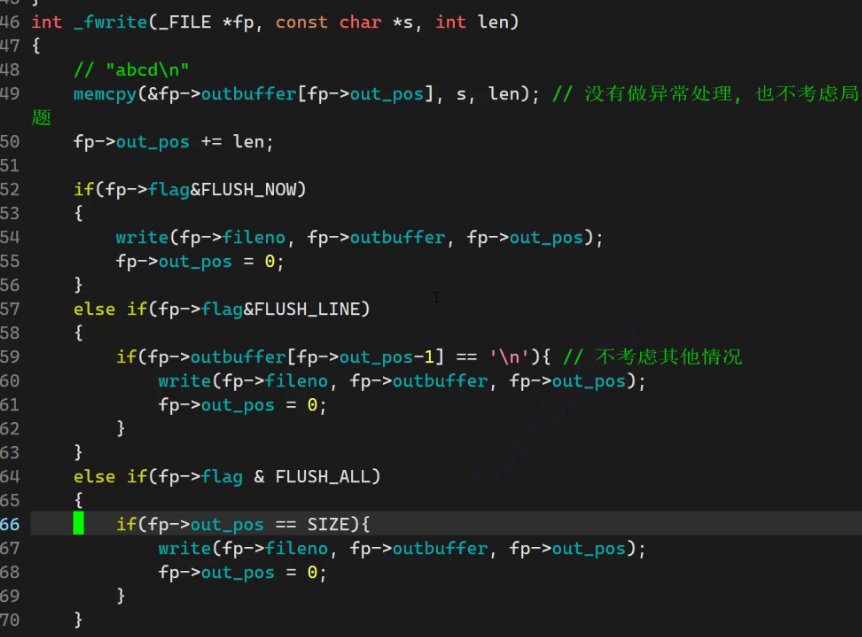 46 int _fwrite(_FILE *fp, const char *s, int len)
47 {
48     // "abcd\n"
49     memcpy(&fp->outbuffer[fp->out_pos], s, len); // 没有做异常处理, 也不考虑局
题
50     fp->out_pos += len;
51
52     if(fp->flag&FLUSH_NOW)
53     {
54         write(fp->fileno, fp->outbuffer, fp->out_pos);
55         fp->out_pos = 0;
56     }
57     else if(fp->flag&FLUSH_LINE)
58     {
59         if(fp->outbuffer[fp->out_pos-1] == '\n'){ // 不考虑其他情况
60             write(fp->fileno, fp->outbuffer, fp->out_pos);
61             fp->out_pos = 0;
62         }
63     }
64     else if(fp->flag & FLUSH_ALL)
65     {
66         if(fp->out_pos == SIZE){
67             write(fp->fileno, fp->outbuffer, fp->out_pos);
68             fp->out_pos = 0;
69         }
70     }